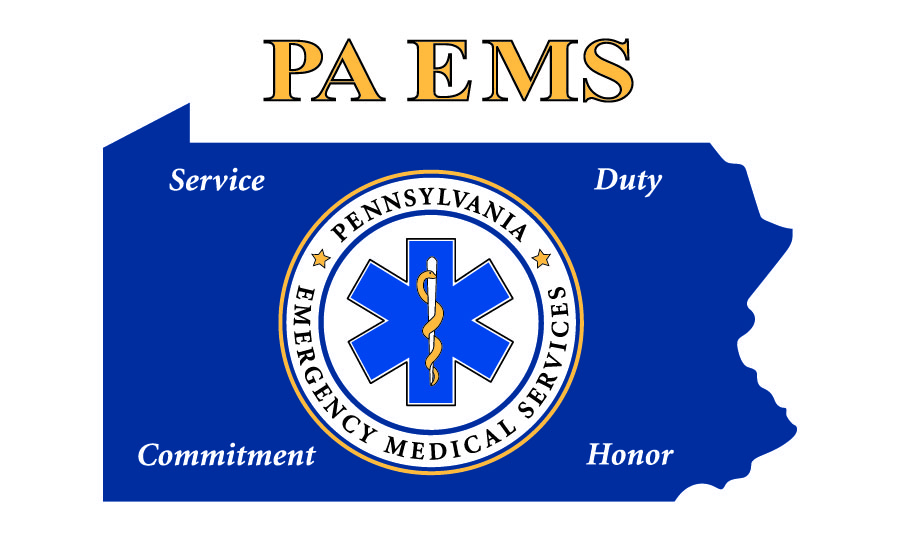 PA EMS
Service
Duty
PENNSYLVANIA
EMERGENCY MEDICAL SERVICES
Commitment
Honor